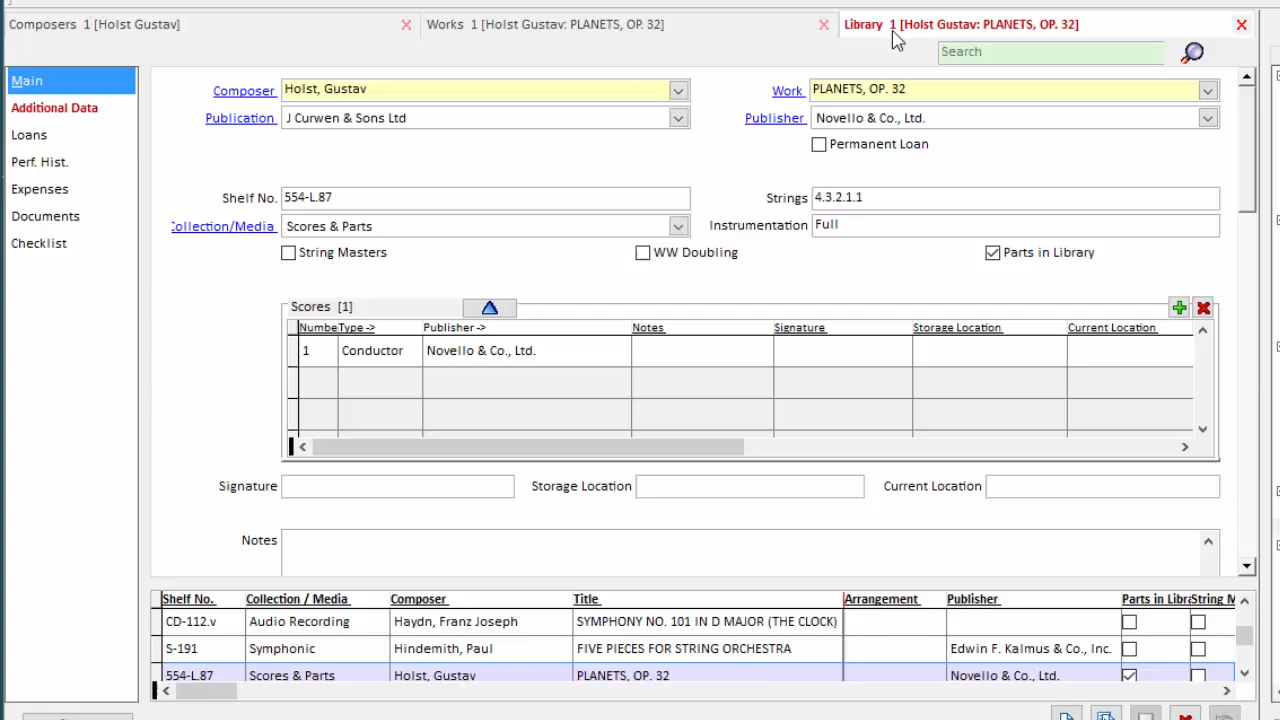 Composers 1 [Holst Gustav] Works 1 [Holst Gustav: PLANETS, OP. 32] Library 1 [Holst Gustav: PLANETS, OP. 32]
Search
Main
Additional Data
Loans
Perf. Hist.
Expenses
Documents
Checklist
Composer Holst, Gustav Work PLANETS, OP. 32
Publication J Curwen & Sons Ltd Publisher Novello & Co., Ltd.
Permanent Loan
Shelf No. 554-L.87 Strings 4.3.2.1.1
Collection/Media Scores & Parts Instrumentation Full
String Masters WW Doubling Parts in Library
Scores [1]
Numbe Type -> Publisher -> Notes Signature Storage Location Current Location
1 Conductor Novello & Co., Ltd.
Signature Storage Location Current Location
Notes
Shelf No. Collection / Media Composer Title Arrangement Publisher Parts in Libra String M
CD-112.v Audio Recording Haydn, Franz Joseph SYMPHONY NO. 101 IN D MAJOR (THE CLOCK)
S-191 Symphonic Hindemith, Paul FIVE PIECES FOR STRING ORCHESTRA Edwin F. Kalmus & Co., Inc.
554-L.87 Scores & Parts Holst, Gustav PLANETS, OP. 32 Novello & Co., Ltd.